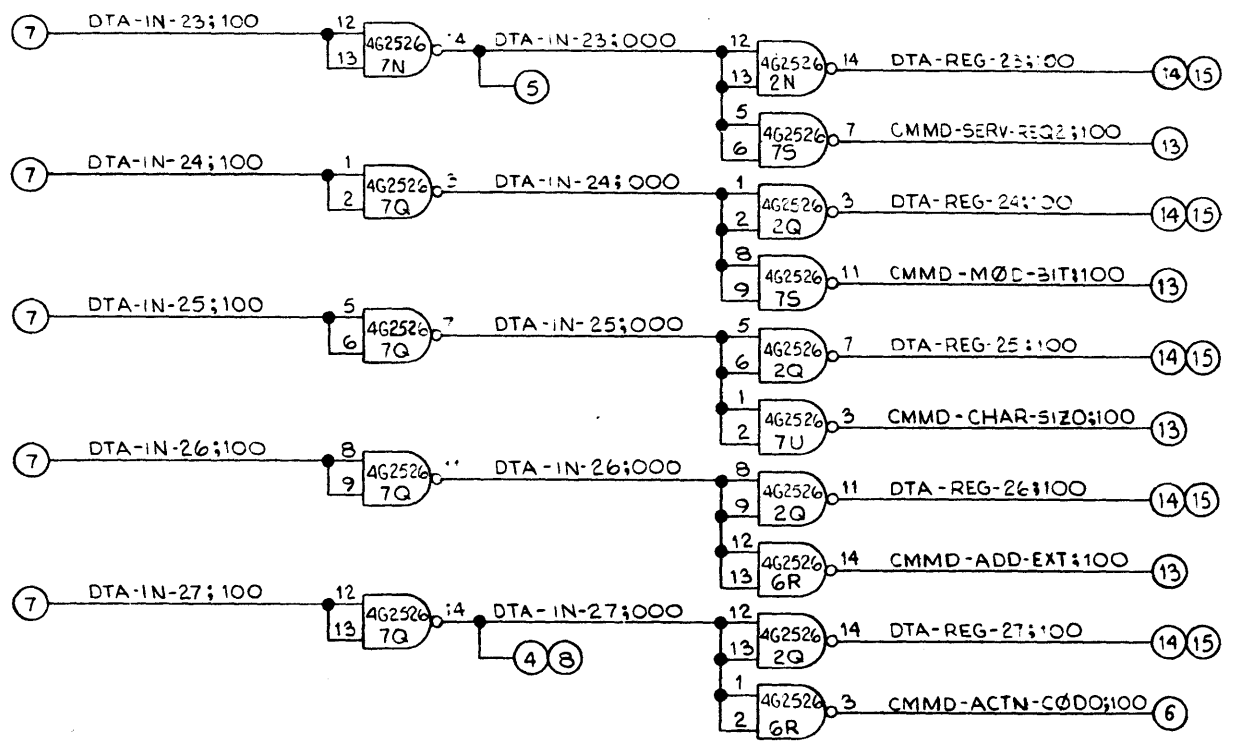 7 DTA-IN-23;100 12 13 4G2526 7N 14 DTA-IN-23;000 12 13 4G2526 2N 14 DTA-REG-23;100 14 15
5
5 6 4G2526 7S 7 CMMD-SERV-REQ2;100 13
7 DTA-IN-24;100 1 2 4G2526 7Q 3 DTA-IN-24;000 1 2 4G2526 2Q 3 DTA-REG-24;100 14 15
8 9 4G2526 7S 11 CMMD-MØD-BIT;100 13
7 DTA-IN-25;100 5 6 4G2526 7Q 7 DTA-IN-25;000 5 6 4G2526 2Q 7 DTA-REG-25;100 14 15
1 2 4G2526 7U 3 CMMD-CHAR-SIZ0;100 13
7 DTA-IN-26;100 8 9 4G2526 7Q 11 DTA-IN-26;000 8 9 4G2526 2Q 11 DTA-REG-26;100 14 15
12 13 4G2526 6R 14 CMMD-ADD-EXT;100 13
7 DTA-IN-27;100 12 13 4G2526 7Q 14 DTA-IN-27;000 12 13 4G2526 2Q 14 DTA-REG-27;100 14 15
4 8
1 2 4G2526 6R 3 CMMD-ACTN-CØD0;100 6